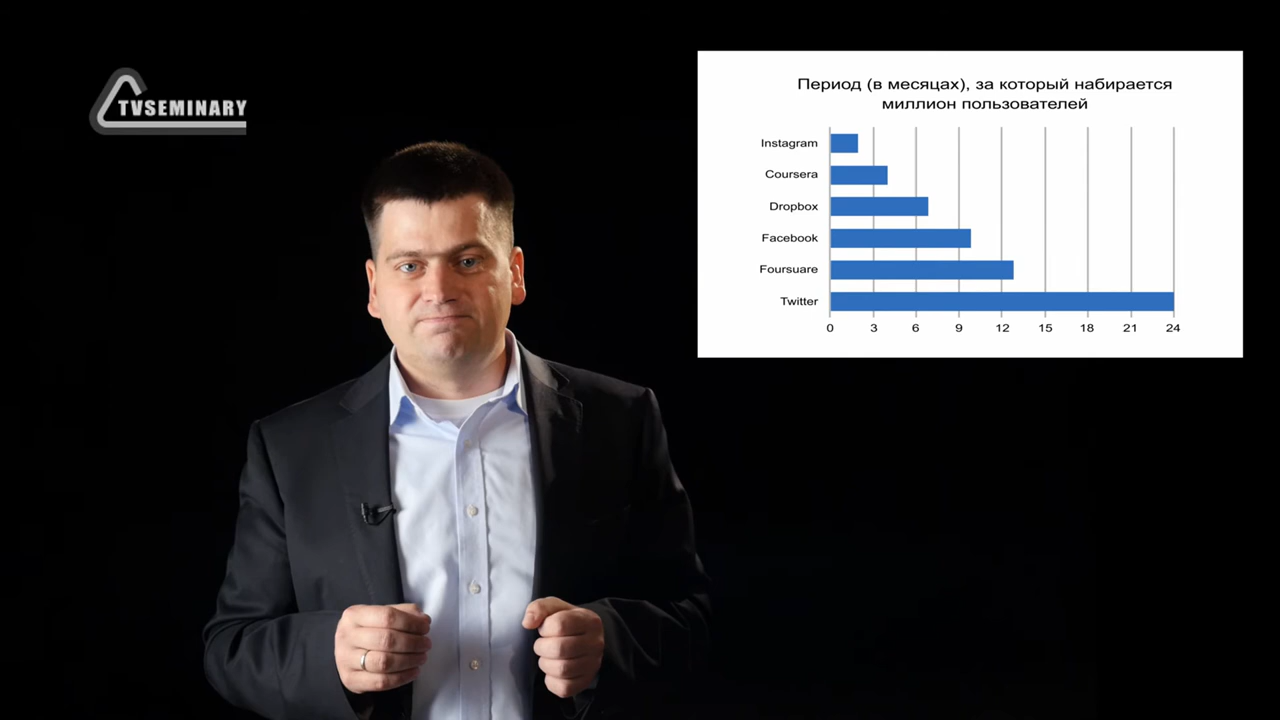 TVSEMINARY
Период (в месяцах), за который набирается
миллион пользователей
Instagram
Coursera
Dropbox
Facebook
Foursuare
Twitter
0 3 6 9 12 15 18 21 24